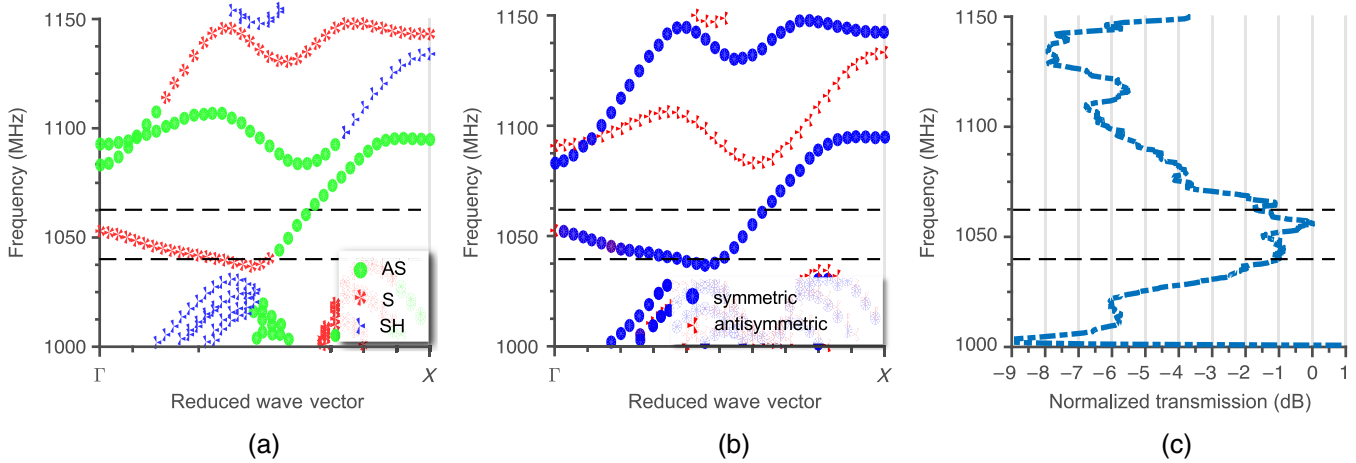 1150
1100
1050
1000
Frequency (MHz)
Γ
X
Reduced wave vector
AS
S
SH
(a)
1150
1100
1050
1000
Frequency (MHz)
Γ
X
Reduced wave vector
symmetric
antisymmetric
(b)
1150
1100
1050
1000
Frequency (MHz)
−9 −8 −7 −6 −5 −4 −3 −2 −1 0 1
Normalized transmission (dB)
(c)